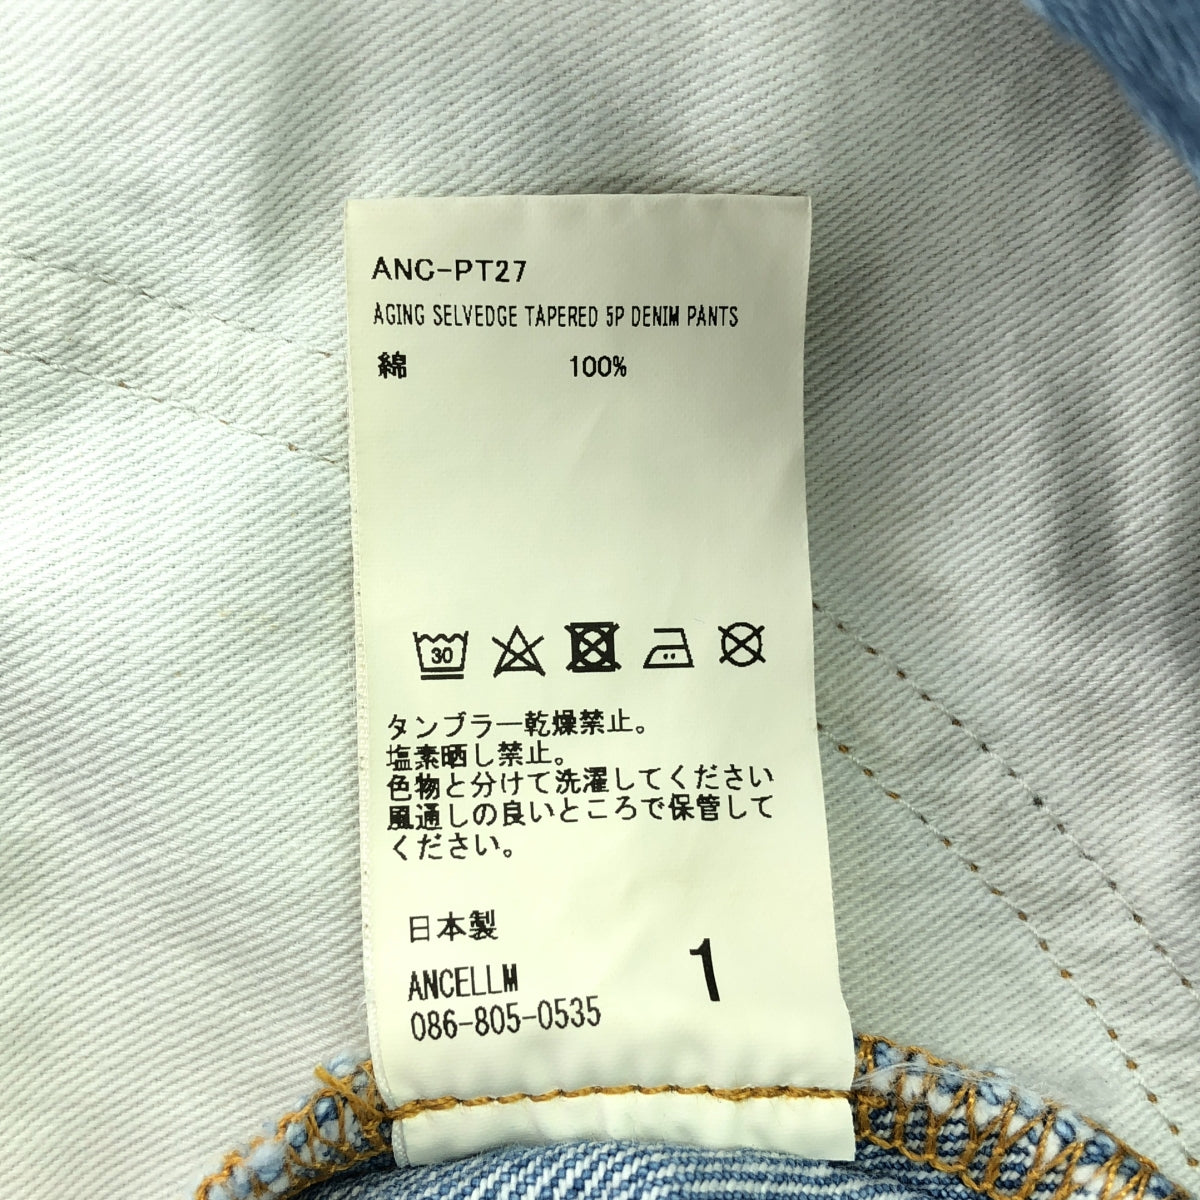 ANC-PT27
AGING SELVEDGE TAPERED 5P DENIM PANTS
綿 100%
30
タンブラー乾燥禁止。
塩素晒し禁止。
色物と分けて洗濯してください
風通しの良いところで保管して
ください。
日本製
1
ANCELLM
086-805-0535